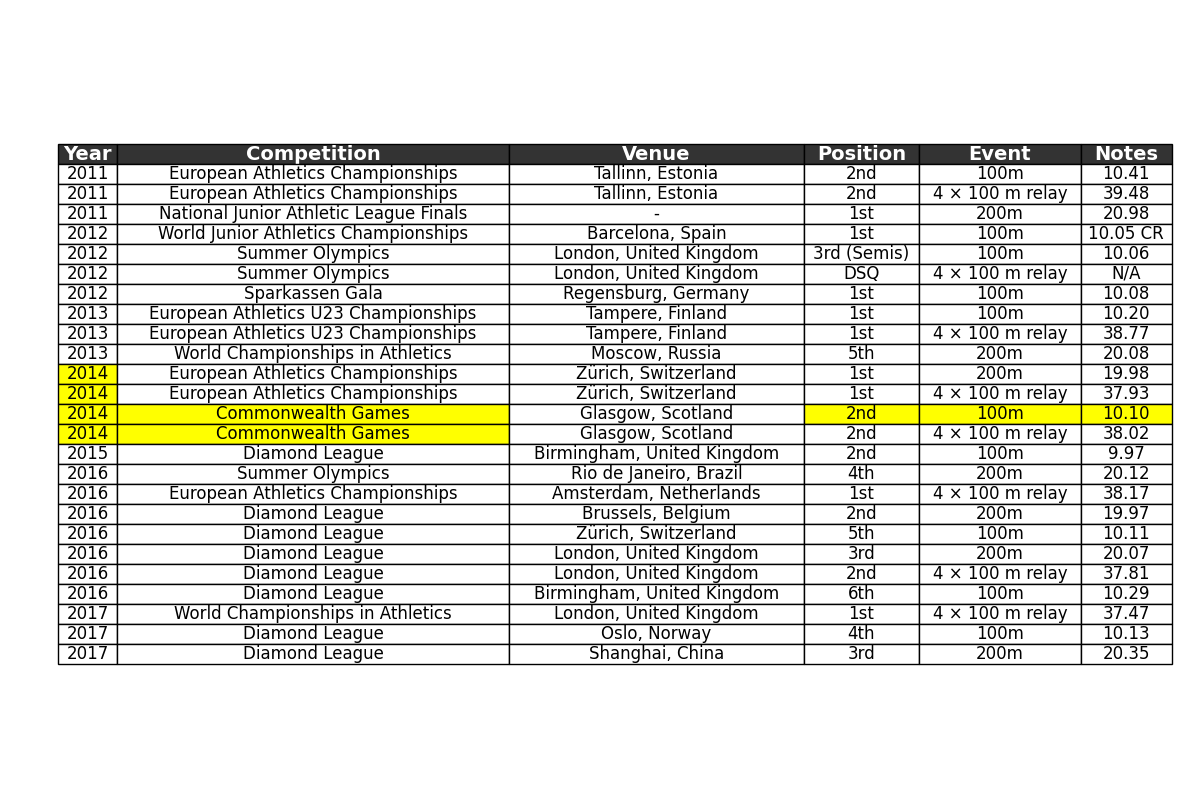 Year Competition Venue Position Event Notes
2011 European Athletics Championships Tallinn, Estonia 2nd 100m 10.41
2011 European Athletics Championships Tallinn, Estonia 2nd 4 × 100 m relay 39.48
2011 National Junior Athletic League Finals - 1st 200m 20.98
2012 World Junior Athletics Championships Barcelona, Spain 1st 100m 10.05 CR
2012 Summer Olympics London, United Kingdom 3rd (Semis) 100m 10.06
2012 Summer Olympics London, United Kingdom DSQ 4 × 100 m relay N/A
2012 Sparkassen Gala Regensburg, Germany 1st 100m 10.08
2013 European Athletics U23 Championships Tampere, Finland 1st 100m 10.20
2013 European Athletics U23 Championships Tampere, Finland 1st 4 × 100 m relay 38.77
2013 World Championships in Athletics Moscow, Russia 5th 200m 20.08
2014 European Athletics Championships Zürich, Switzerland 1st 200m 19.98
2014 European Athletics Championships Zürich, Switzerland 1st 4 × 100 m relay 37.93
2014 Commonwealth Games Glasgow, Scotland 2nd 100m 10.10
2014 Commonwealth Games Glasgow, Scotland 2nd 4 × 100 m relay 38.02
2015 Diamond League Birmingham, United Kingdom 2nd 100m 9.97
2016 Summer Olympics Rio de Janeiro, Brazil 4th 200m 20.12
2016 European Athletics Championships Amsterdam, Netherlands 1st 4 × 100 m relay 38.17
2016 Diamond League Brussels, Belgium 2nd 200m 19.97
2016 Diamond League Zürich, Switzerland 5th 100m 10.11
2016 Diamond League London, United Kingdom 3rd 200m 20.07
2016 Diamond League London, United Kingdom 2nd 4 × 100 m relay 37.81
2016 Diamond League Birmingham, United Kingdom 6th 100m 10.29
2017 World Championships in Athletics London, United Kingdom 1st 4 × 100 m relay 37.47
2017 Diamond League Oslo, Norway 4th 100m 10.13
2017 Diamond League Shanghai, China 3rd 200m 20.35